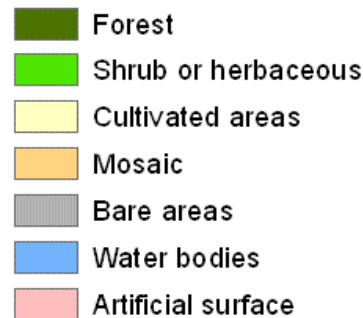 Forest
Shrub or herbaceous
Cultivated areas
Mosaic
Bare areas
Water bodies
Artificial surface